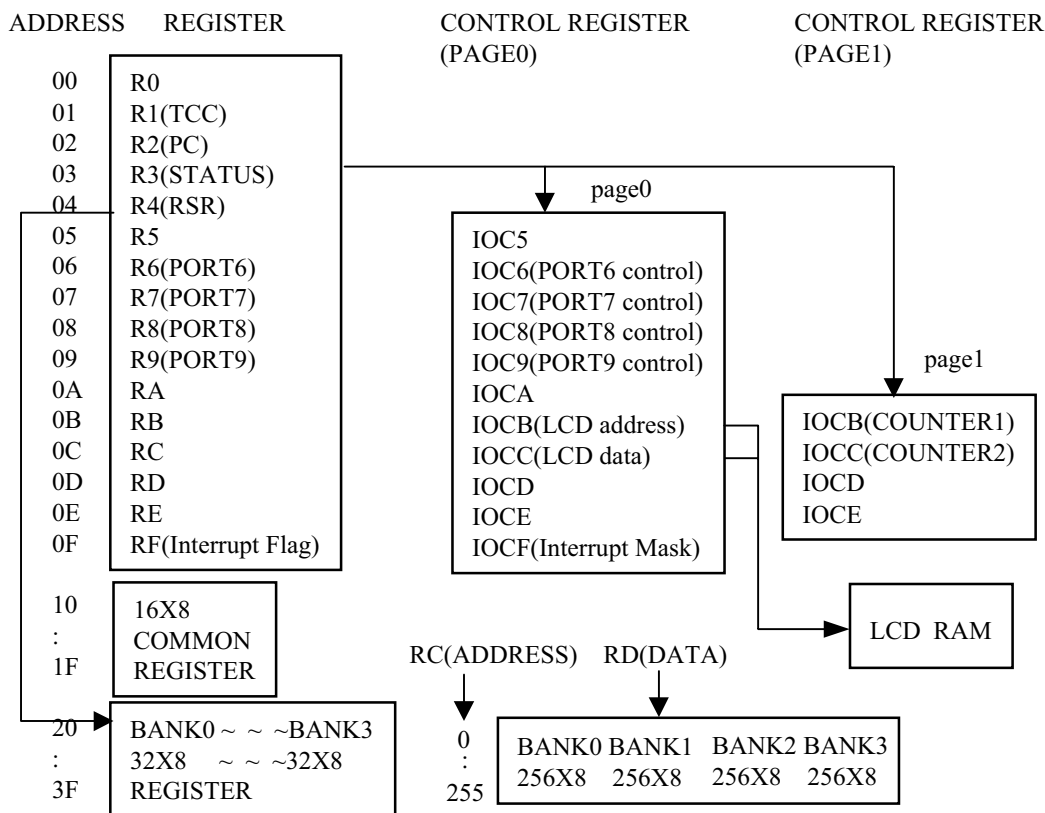 ADDRESS REGISTER CONTROL REGISTER CONTROL REGISTER
(PAGE0) (PAGE1)
00 R0
01 R1(TCC)
02 R2(PC)
03 R3(STATUS)
04 R4(RSR)
05 R5
06 R6(PORT6)
07 R7(PORT7)
08 R8(PORT8)
09 R9(PORT9)
0A RA
0B RB
0C RC
0D RD
0E RE
0F RF(Interrupt Flag)
page0
IOC5
IOC6(PORT6 control)
IOC7(PORT7 control)
IOC8(PORT8 control)
IOC9(PORT9 control)
IOCA
IOCB(LCD address)
IOCC(LCD data)
IOCD
IOCE
IOCF(Interrupt Mask)
page1
IOCB(COUNTER1)
IOCC(COUNTER2)
IOCD
IOCE
LCD RAM
10 16X8
: COMMON
1F REGISTER
20 BANK0 ~ ~ ~BANK3
: 32X8 ~ ~ ~32X8
3F REGISTER
RC(ADDRESS) RD(DATA)
0
:
255
BANK0 BANK1 BANK2 BANK3
256X8 256X8 256X8 256X8